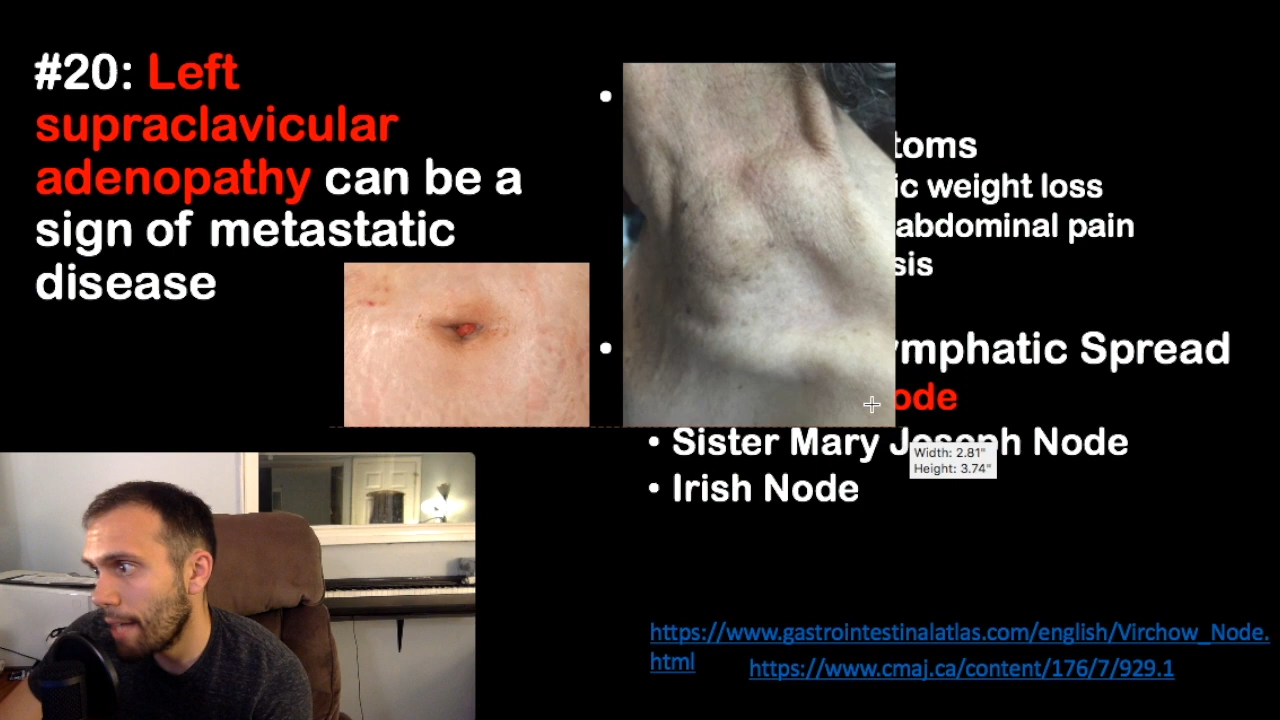 #20: Left
supraclavicular
adenopathy can be a
sign of metastatic
disease
toms
ic weight loss
abdominal pain
sis
ymphatic Spread
ode
• Sister Mary Joseph Node
Width: 2.81"
Height: 3.74"
• Irish Node
https://www.gastrointestinalatlas.com/english/Virchow_Node.
html
https://www.cmaj.ca/content/176/7/929.1